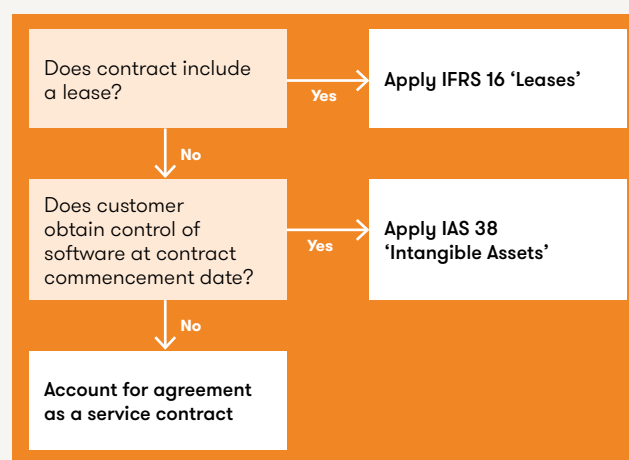 Does contract include
a lease?
Yes
Apply IFRS 16 ‘Leases’
No
Does customer
obtain control of
software at contract
commencement date?
Yes
Apply IAS 38
‘Intangible Assets’
No
Account for agreement
as a service contract